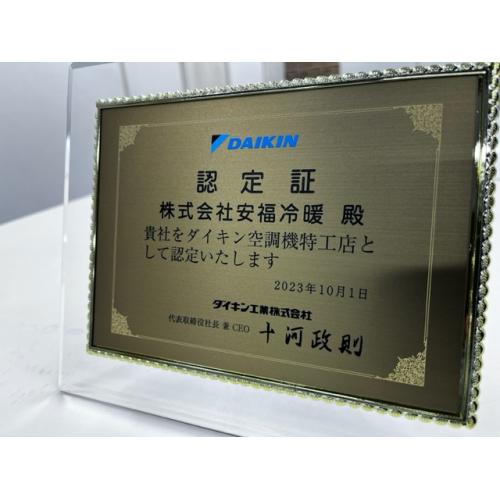 DAIKIN
認定証
株式会社安福冷暖 殿
貴社をダイキン空調機特工店と
して認定いたします
2023年10月1日
ダイキン工業株式会社
代表取締役社長 兼 CEO 十河政則